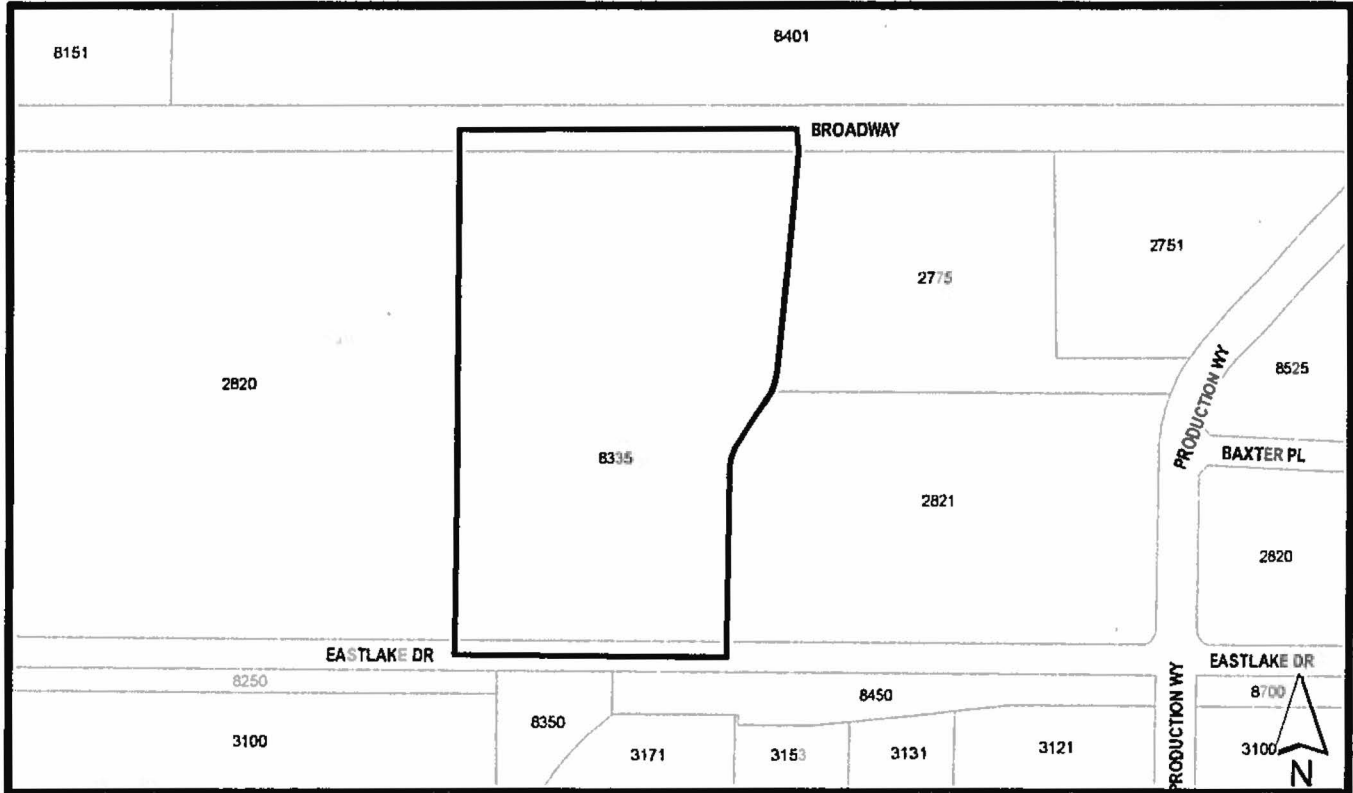 8401
8151
BROADWAY
2751
2775
8525
2820
PRODUCTION WY
BAXTER PL
8335
2821
2820
EASTLAKE DR
EASTLAKE DR
8250
8700
8450
8350
3100
3171
3153
3131
3121
PRODUCTION WY
3100
N